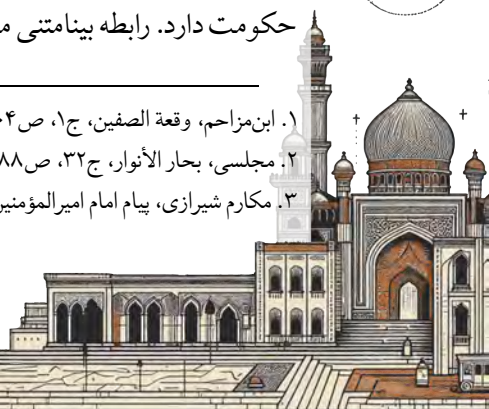 حکومت دارد. رابطه بینامتنی
۱. ابن‌مزاحم، وقعة الصفین، ج۱، ص
۲. مجلسی، بحار الأنوار، ج۳۲، ص
۳. مکارم شیرازی، پیام امام امیرالمؤمنین